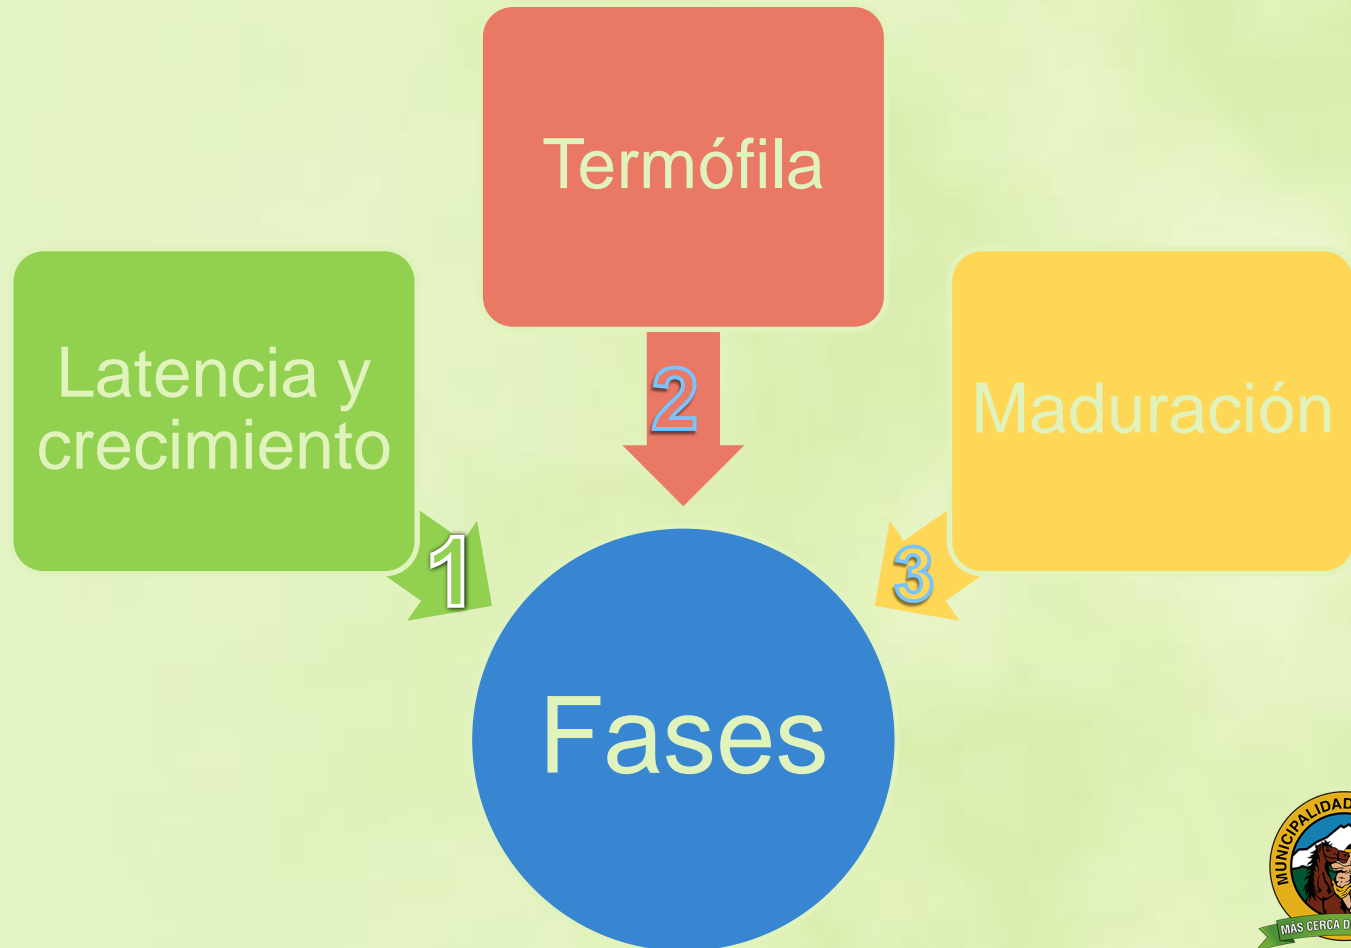 Termófila
Latencia y
crecimiento
Maduración
1
2
3
Fases
MUNICIPALIDAD
MÁS CERCA